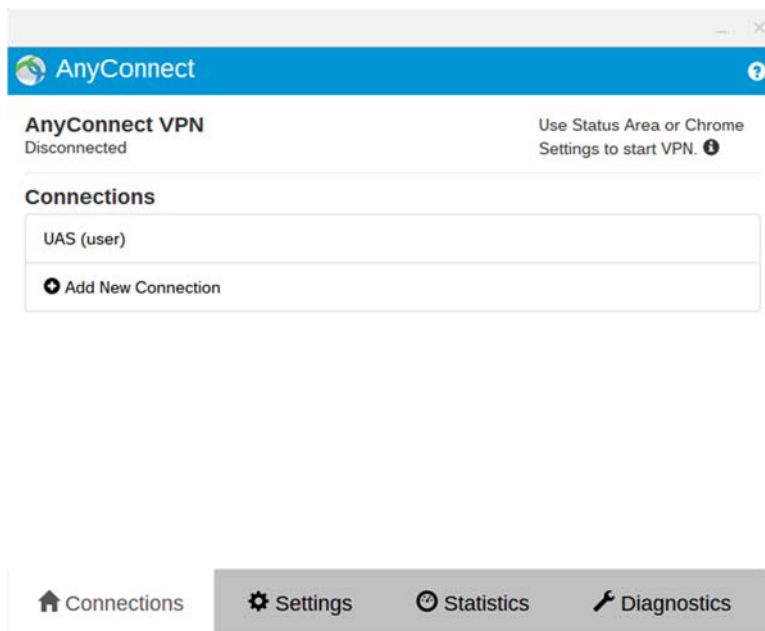 AnyConnect
AnyConnect VPN
Disconnected
Use Status Area or Chrome
Settings to start VPN.
Connections
UAS (user)
Add New Connection
Connections
Settings
Statistics
Diagnostics